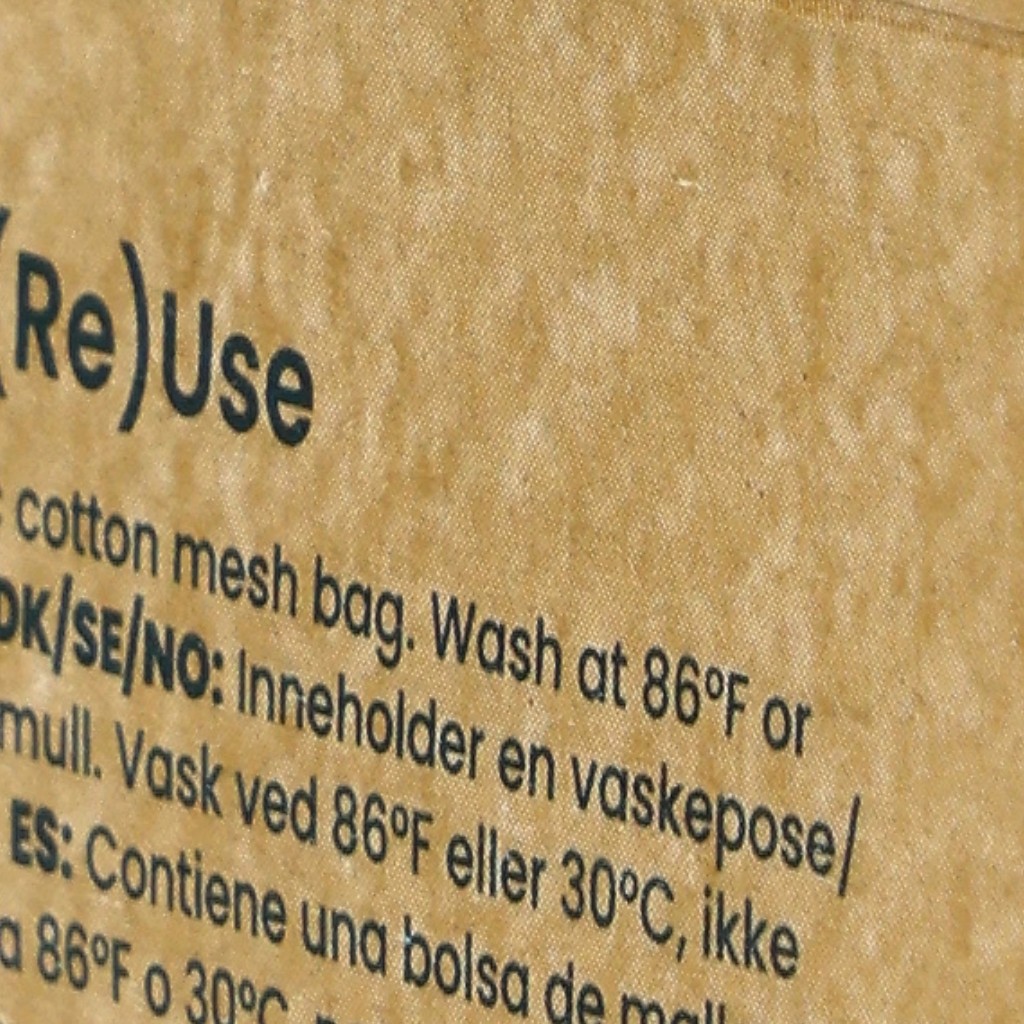 (Re)Use
cotton mesh bag. Wash at 86ºF or
DK/SE/NO: Inneholder en vaskepose/
mull. Vask ved 86ºF eller 30ºC, ikke
ES: Contiene una bolsa de
a 86ºF o 30ºC